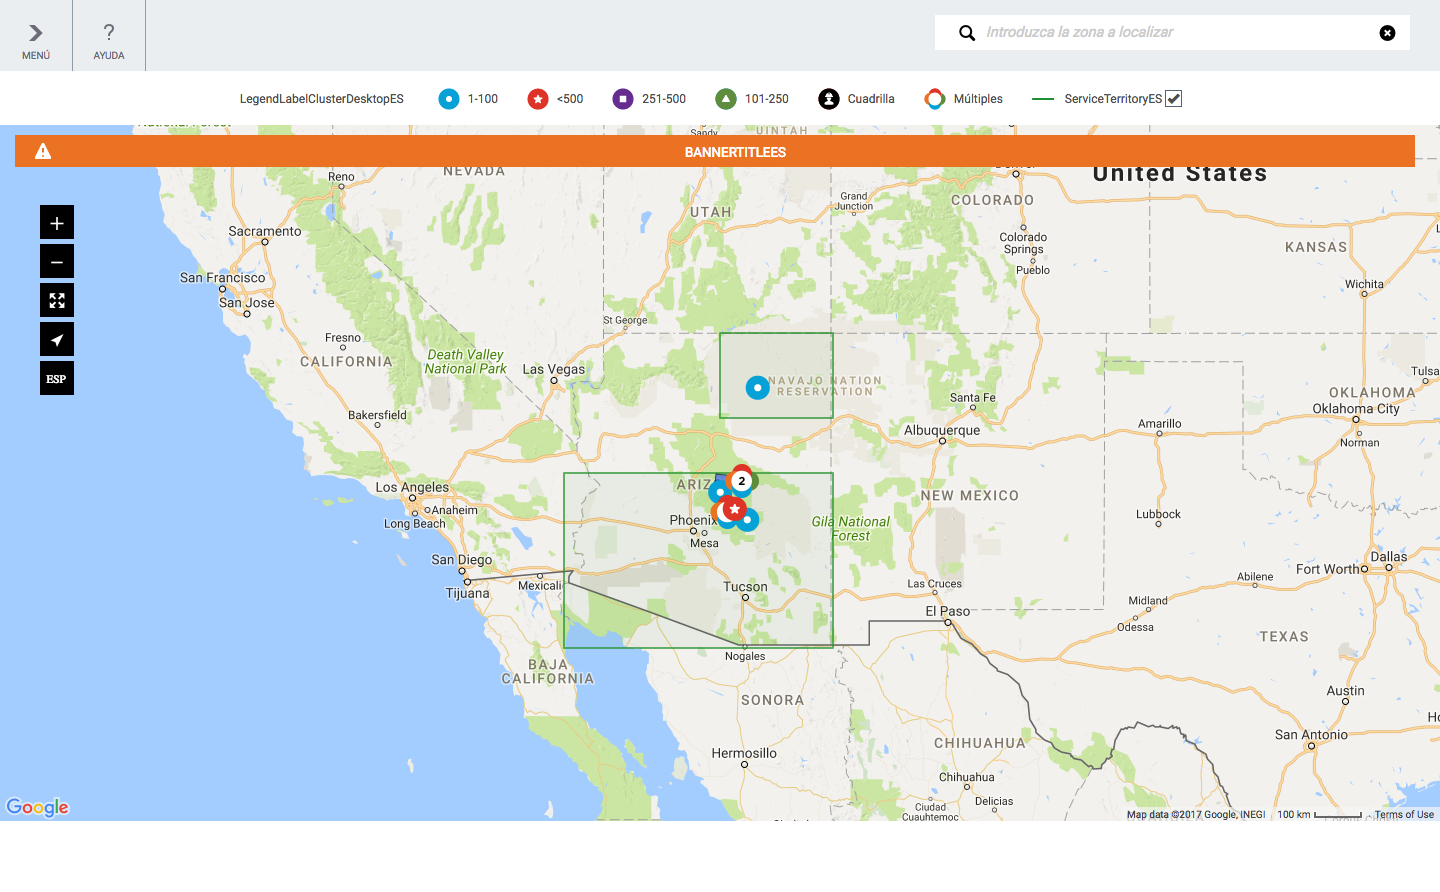 MENÚ
?
AYUDA
Introduzca la zona a localizar
LegendLabelClusterDesktopES
1-100
<500
251-500
101-250
Cuadrilla
Múltiples
ServiceTerritoryES
Sandy
UINTAH
BANNERTITLEES
United States
Reno
NEVADA
Grand
Junction
COLORADO
UTAH
Sacramento
Colorado
Springs
KANSAS
Pueblo
San Francisco
Wichita
San Jose
St George
Fresno
CALIFORNIA
Death Valley
National Park
Las Vegas
ESP
NAVAJO NATION
RESERVATION
Tulsa
OKLAHOMA
Santa Fe
Oklahoma City
Bakersfield
Albuquerque
Amarillo
Norman
2
ARIZ
Los Angeles
NEW MEXICO
Anaheim
Long Beach
Lubbock
Phoenix
Mesa
Gila National
Forest
San Diego
Dallas
Fort Worth
Abilene
Mexicali
Tijuana
Tucson
Las Cruces
Midland
El Paso
Odessa
TEXAS
Nogales
BAJA
CALIFORNIA
SONORA
Austin
San Antonio
Hermosillo
CHIHUAHUA
Chihuahua
Delicias
Ciudad
Cuauhtemoc
Google
Map data ©2017 Google, INEGI
100 km
Terms of Use